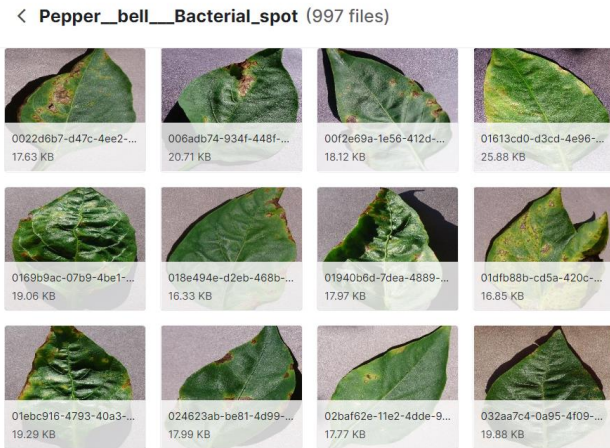 Pepper__bell___Bacterial_spot (997 files)
0022d6b7-d47c-4ee2-...
17.63 KB
006adb74-934f-448f-...
20.71 KB
00f2e69a-1e56-412d-...
18.12 KB
01613cd0-d3cd-4e96-...
25.88 KB
0169b9ac-07b9-4be1-...
19.06 KB
018e494e-d2eb-468b-...
16.33 KB
01940b6d-7dea-4889-...
17.97 KB
01dfb88b-cd5a-420c-...
16.85 KB
01ebc916-4793-40a3-...
19.29 KB
024623ab-be81-4d99-...
17.99 KB
02baf62e-11e2-4dde-9...
17.77 KB
032aa7c4-0a95-4f09-...
19.88 KB